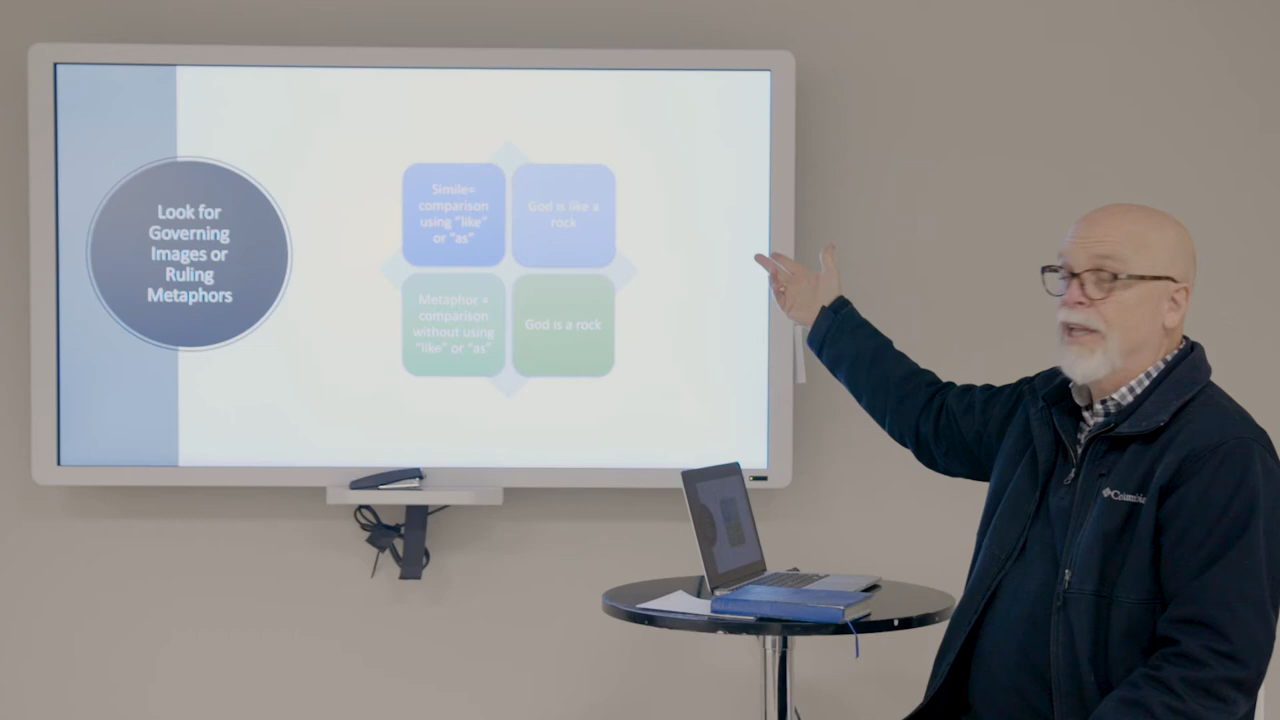 Look for
Governing
Images or
Ruling
Metaphors
Simile=
comparison
using "like"
or "as"
God is like a
rock
Metaphor =
comparison
without using
"like" or "as"
God is a rock
Columbia